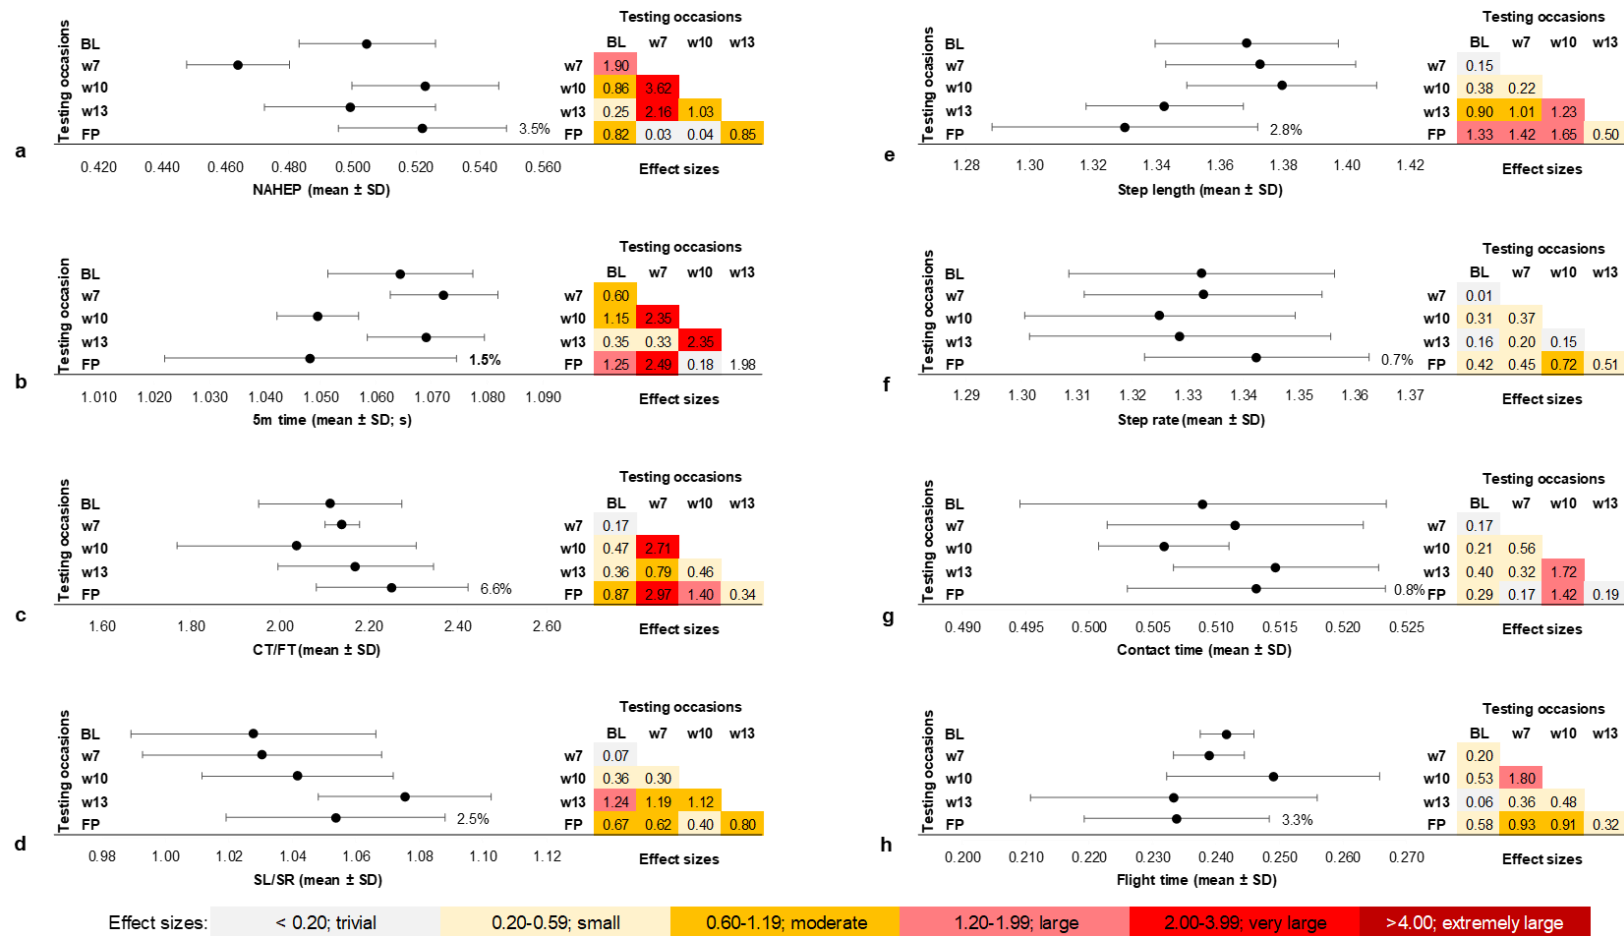 Testing occasions
BL w7 w10 w13
Testing occasions
BL
w7
w10
w13
FP
3.5%
w7 1.90
w10 0.86 3.62
w13 0.25 2.16 1.03
FP 0.82 0.03 0.04 0.85
a
0.420 0.440 0.460 0.480 0.500 0.520 0.540 0.560
Effect sizes
NAHEP (mean ± SD)
Testing occasions
BL w7 w10 w13
Testing occasions
BL
w7
w10
w13
FP
2.8%
w7 0.15
w10 0.38 0.22
w13 0.90 1.01 1.23
FP 1.33 1.42 1.65 0.50
e
1.28 1.30 1.32 1.34 1.36 1.38 1.40 1.42
Effect sizes
Step length (mean ± SD)
Testing occasions
BL w7 w10 w13
Testing occasion
BL
w7
w10
w13
FP
1.5%
w7 0.60
w10 1.15 2.35
w13 0.35 0.33 2.35
FP 1.25 2.49 0.18 1.98
b
1.010 1.020 1.030 1.040 1.050 1.060 1.070 1.080 1.090
Effect sizes
5m time (mean ± SD; s)
Testing occasions
BL w7 w10 w13
Testing occasions
BL
w7
w10
w13
FP
0.7%
w7 0.01
w10 0.31 0.37
w13 0.16 0.20 0.15
FP 0.42 0.45 0.72 0.51
f
1.29 1.30 1.31 1.32 1.33 1.34 1.35 1.36 1.37
Effect sizes
Step rate (mean ± SD)
Testing occasions
BL w7 w10 w13
Testing occasions
BL
w7
w10
w13
FP
6.6%
w7 0.17
w10 0.47 2.71
w13 0.36 0.79 0.46
FP 0.87 2.97 1.40 0.34
c
1.60 1.80 2.00 2.20 2.40 2.60
Effect sizes
CT/FT (mean ± SD)
Testing occasions
BL w7 w10 w13
Testing occasions
BL
w7
w10
w13
FP
0.8%
w7 0.17
w10 0.21 0.56
w13 0.40 0.32 1.72
FP 0.29 0.17 1.42 0.19
g
0.490 0.495 0.500 0.505 0.510 0.515 0.520 0.525
Effect sizes
Contact time (mean ± SD)
Testing occasions
BL w7 w10 w13
Testing occasions
BL
w7
w10
w13
FP
2.5%
w7 0.07
w10 0.36 0.30
w13 1.24 1.19 1.12
FP 0.67 0.62 0.40 0.80
d
0.98 1.00 1.02 1.04 1.06 1.08 1.10 1.12
Effect sizes
SL/SR (mean ± SD)
Testing occasions
BL w7 w10 w13
Testing occasions
BL
w7
w10
w13
FP
3.3%
w7 0.20
w10 0.53 1.80
w13 0.06 0.36 0.48
FP 0.58 0.93 0.91 0.32
h
0.200 0.210 0.220 0.230 0.240 0.250 0.260 0.270
Effect sizes
Flight time (mean ± SD)
Effect sizes: < 0.20; trivial 0.20-0.59; small 0.60-1.19; moderate 1.20-1.99; large 2.00-3.99; very large >4.00; extremely large